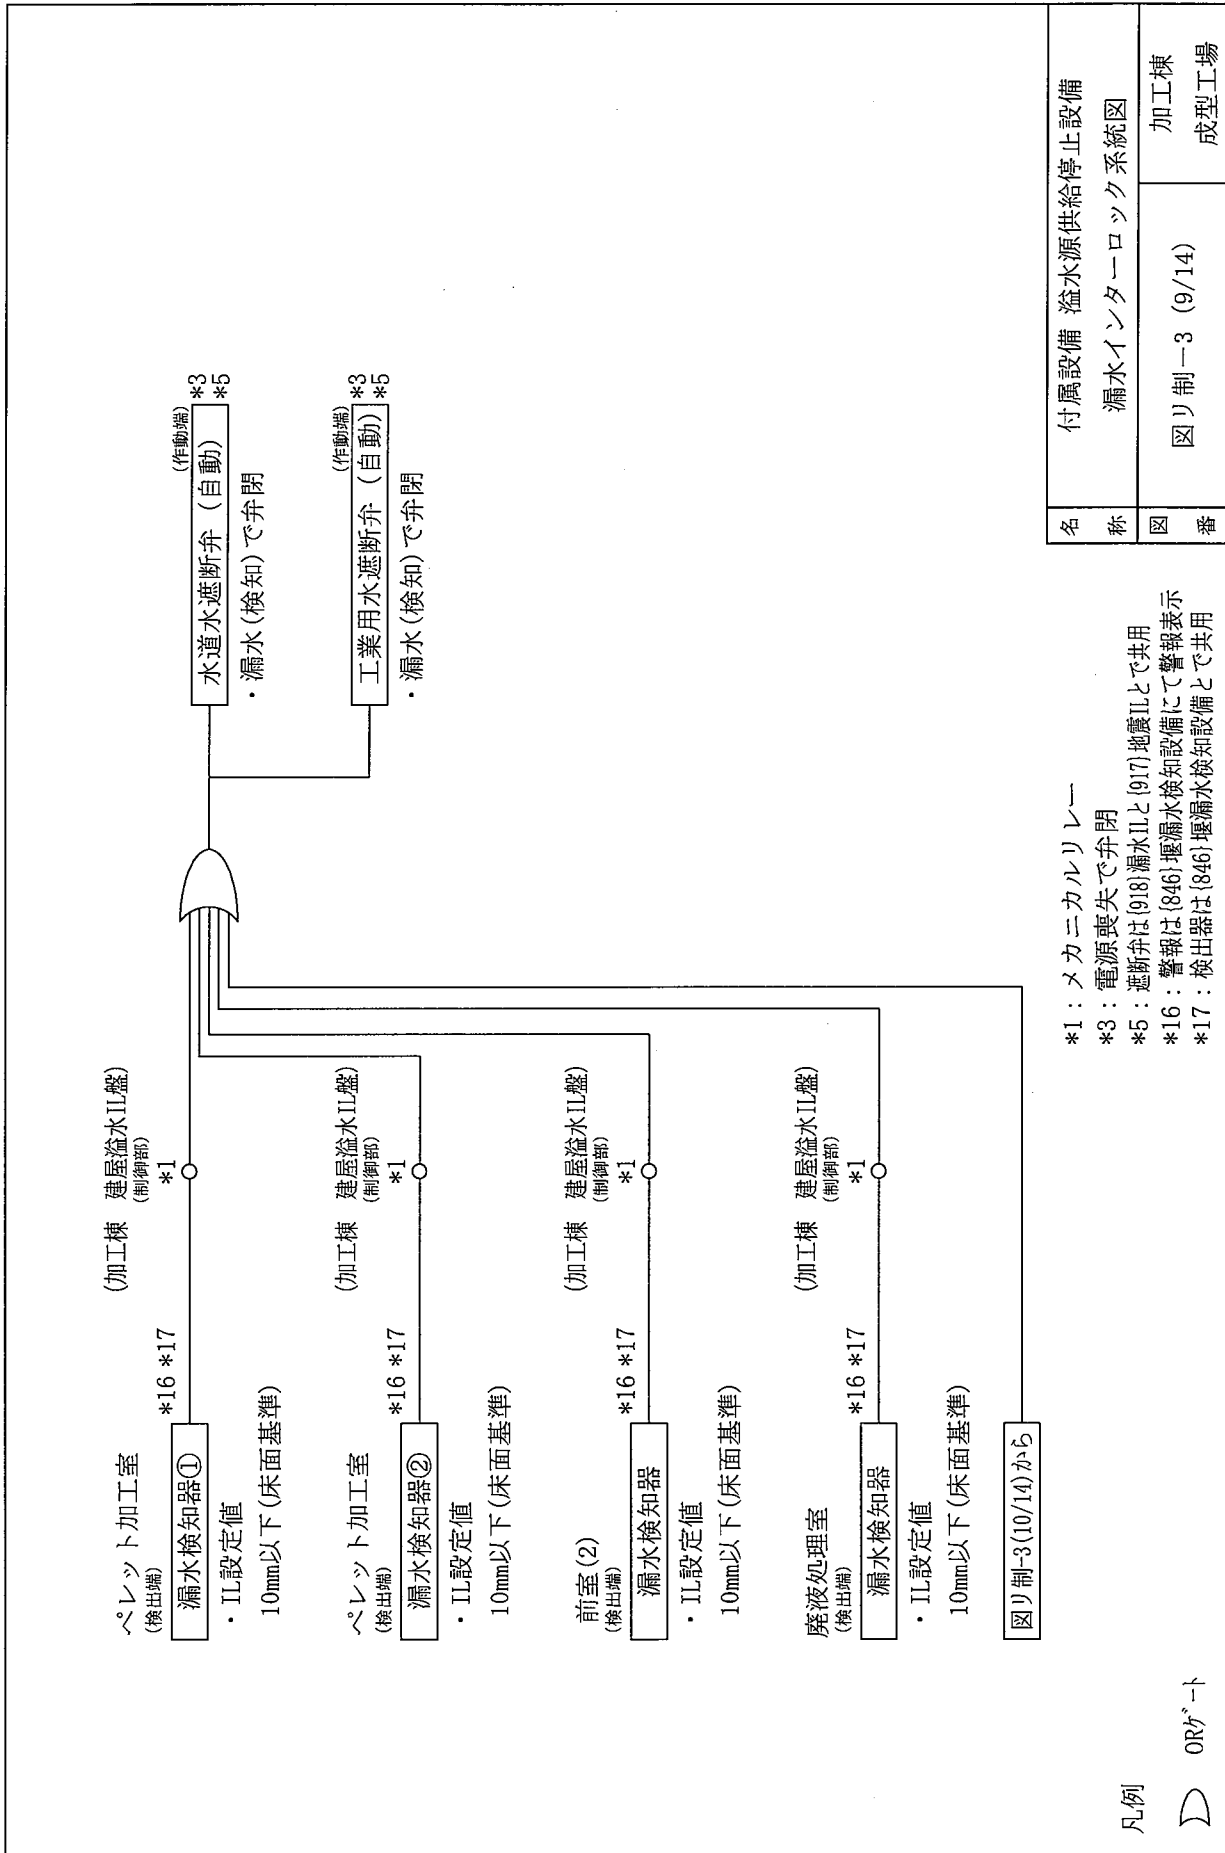 ペレット加工室
(検出端)
漏水検知器①
*16 *17
・IL設定値
10mm以下(床面基準)
(加工棟 建屋溢水IL盤)
(制御部)
*1
ペレット加工室
(検出端)
漏水検知器②
*16 *17
・IL設定値
10mm以下(床面基準)
(加工棟 建屋溢水IL盤)
(制御部)
*1
前室(2)
(検出端)
漏水検知器
*16 *17
・IL設定値
10mm以下(床面基準)
(加工棟 建屋溢水IL盤)
(制御部)
*1
廃液処理室
(検出端)
漏水検知器
*16 *17
・IL設定値
10mm以下(床面基準)
(加工棟 建屋溢水IL盤)
(制御部)
*1
図リ制-3(10/14)から
(作動端)
水道水遮断弁（自動）
*3
*5
・漏水(検知)で弁閉
(作動端)
工業用水遮断弁（自動）
*3
*5
・漏水(検知)で弁閉
凡例
ORゲート
*1：メカニカルリレー
*3：電源喪失で弁閉
*5：遮断弁は{918}漏水ILと{917}地震ILとで共用
*16：警報は{846}堰漏水検知設備にて警報表示
*17：検出器は{846}堰漏水検知設備とで共用
名称
付属設備 溢水源供給停止設備
漏水インターロック系統図
図番
図リ制－3 (9/14)
加工棟
成型工場